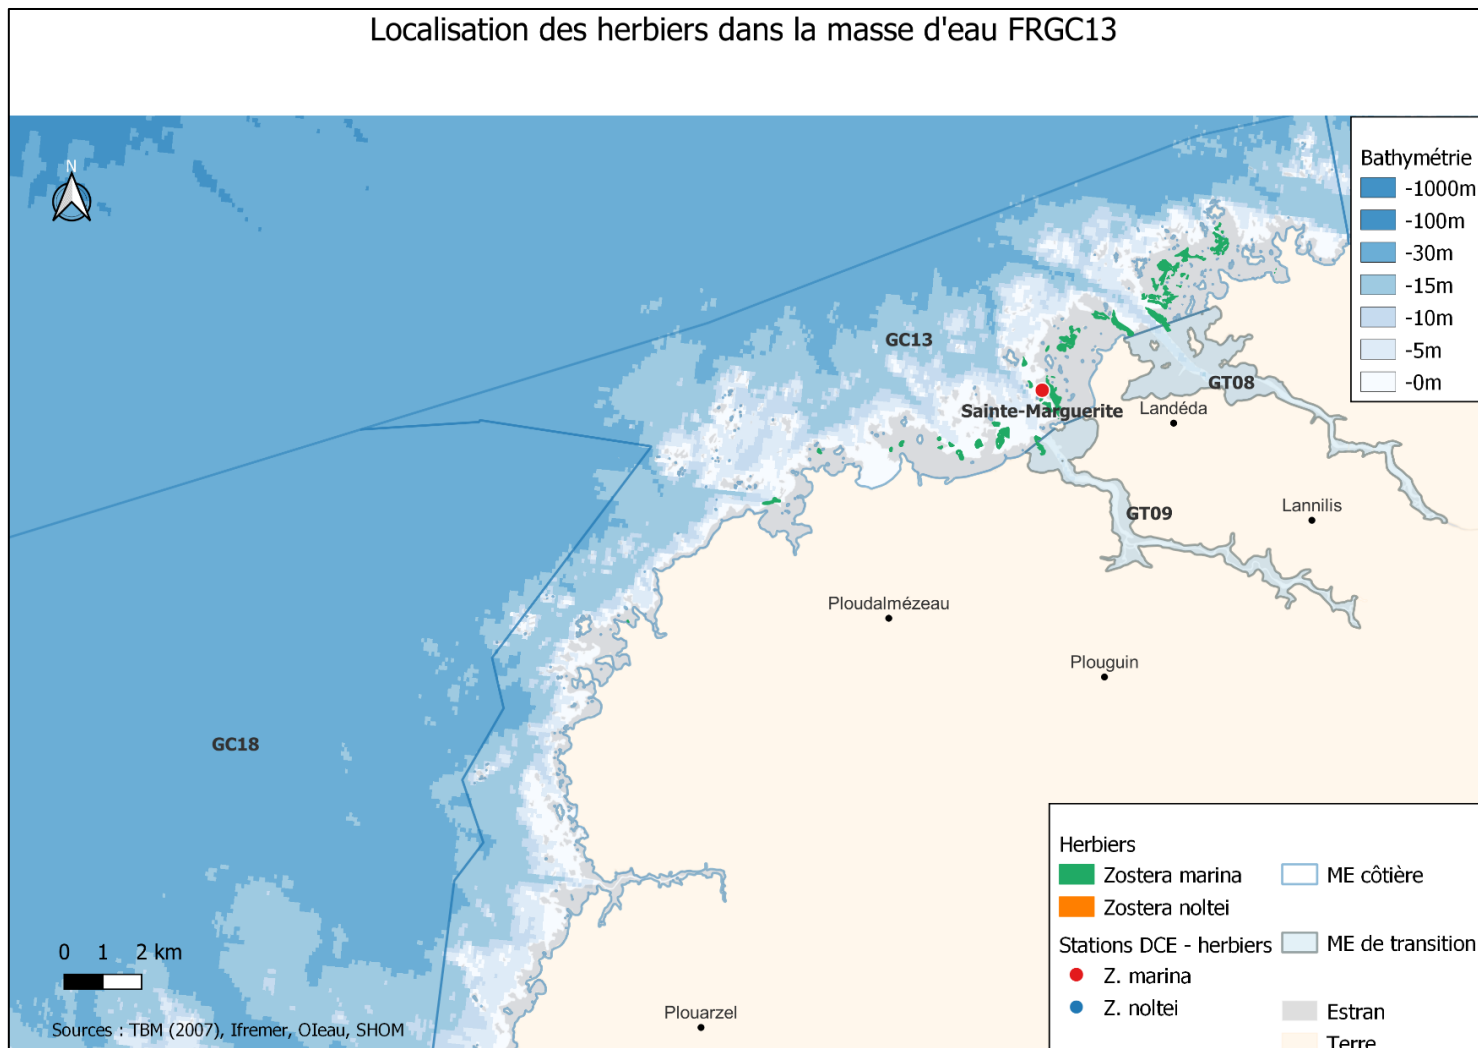 Localisation des herbiers dans la masse d'eau FRGC13
N
Bathymétrie
-1000m
-100m
-30m
-15m
-10m
-5m
-0m
GC13
GT08
Sainte-Marguerite
Landéda
GT09
Lannilis
Ploudalmézeau
Plouguin
GC18
Plouarzel
0 1 2 km
Sources : TBM (2007), Ifremer, OIeau, SHOM
Herbiers
Zostera marina
Zostera noltei
Stations DCE - herbiers
Z. marina
Z. noltei
ME côtière
ME de transition
Estran
Terre